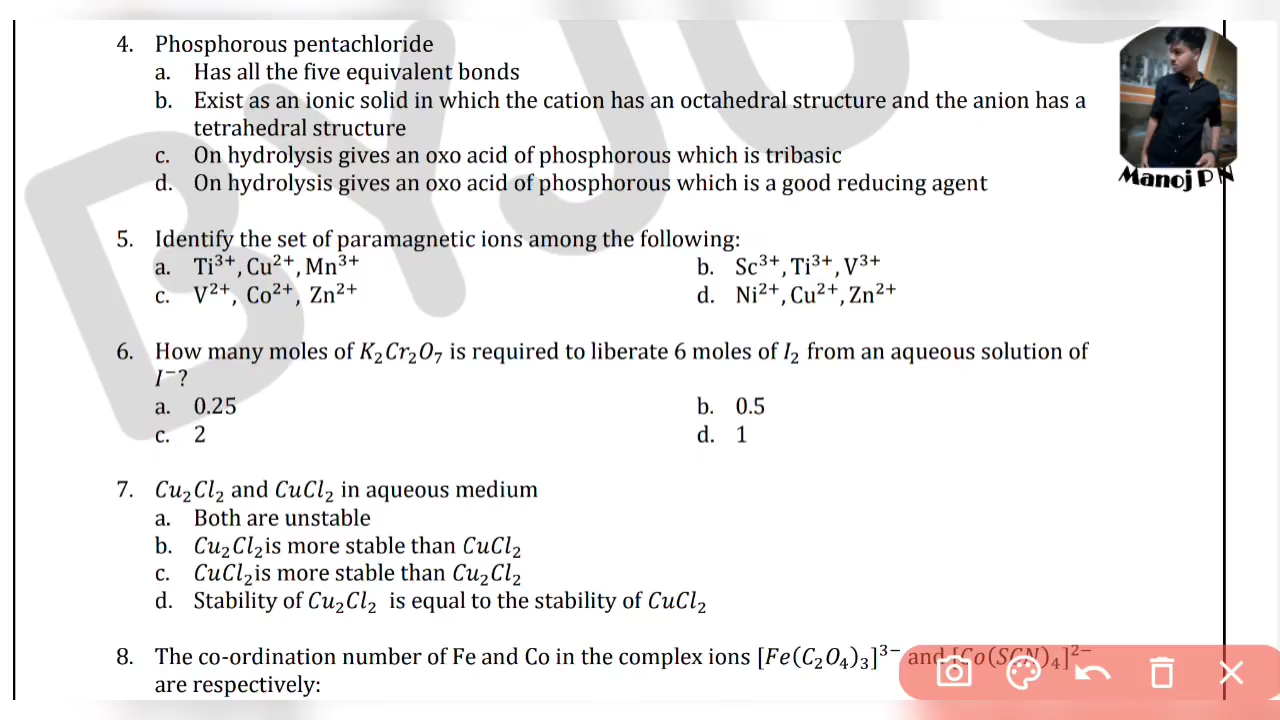 4. Phosphorous pentachloride
a. Has all the five equivalent bonds
b. Exist as an ionic solid in which the cation has an octahedral structure and the anion has a
tetrahedral structure
c. On hydrolysis gives an oxo acid of phosphorous which is tribasic
d. On hydrolysis gives an oxo acid of phosphorous which is a good reducing agent
Manoj P N
5. Identify the set of paramagnetic ions among the following:
a. Ti³⁺, Cu²⁺, Mn³⁺ b. Sc³⁺, Ti³⁺, V³⁺
c. V²⁺, Co²⁺, Zn²⁺ d. Ni²⁺, Cu²⁺, Zn²⁺
6. How many moles of K₂Cr₂O₇ is required to liberate 6 moles of I₂ from an aqueous solution of
I⁻?
a. 0.25 b. 0.5
c. 2 d. 1
7. Cu₂Cl₂ and CuCl₂ in aqueous medium
a. Both are unstable
b. Cu₂Cl₂is more stable than CuCl₂
c. CuCl₂is more stable than Cu₂Cl₂
d. Stability of Cu₂Cl₂ is equal to the stability of CuCl₂
8. The co-ordination number of Fe and Co in the complex ions [Fe(C₂O₄)₃]³⁻ and [Co(SCN)₄]²⁻
are respectively:
BYJU'S